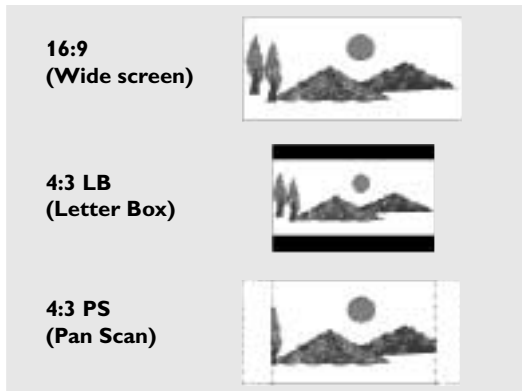 16:9
(Wide screen)
4:3 LB
(Letter Box)
4:3 PS
(Pan Scan)